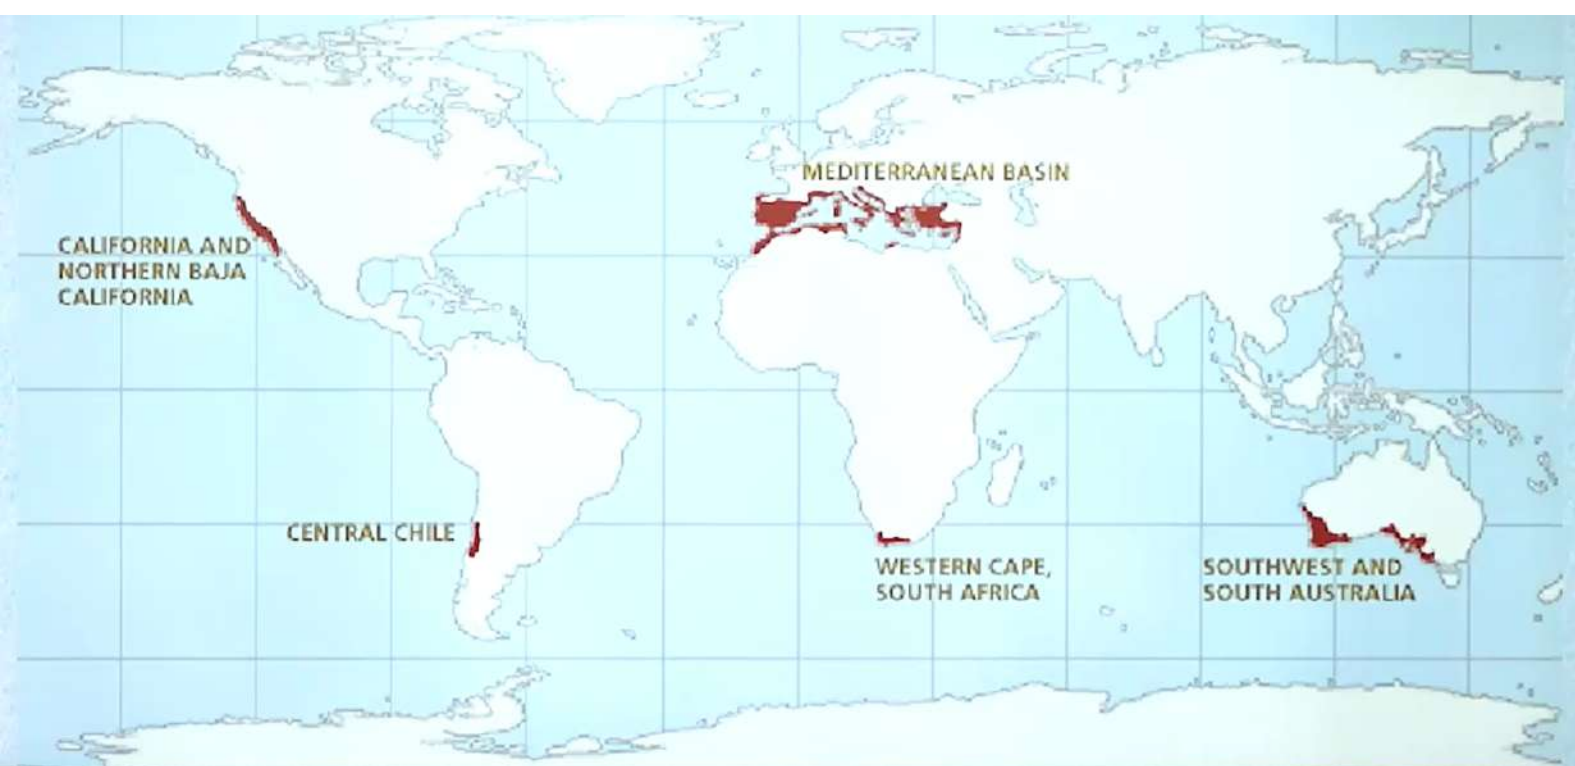 MEDITERRANEAN BASIN
CALIFORNIA AND
NORTHERN BAJA
CALIFORNIA
CENTRAL CHILE
WESTERN CAPE,
SOUTH AFRICA
SOUTHWEST AND
SOUTH AUSTRALIA